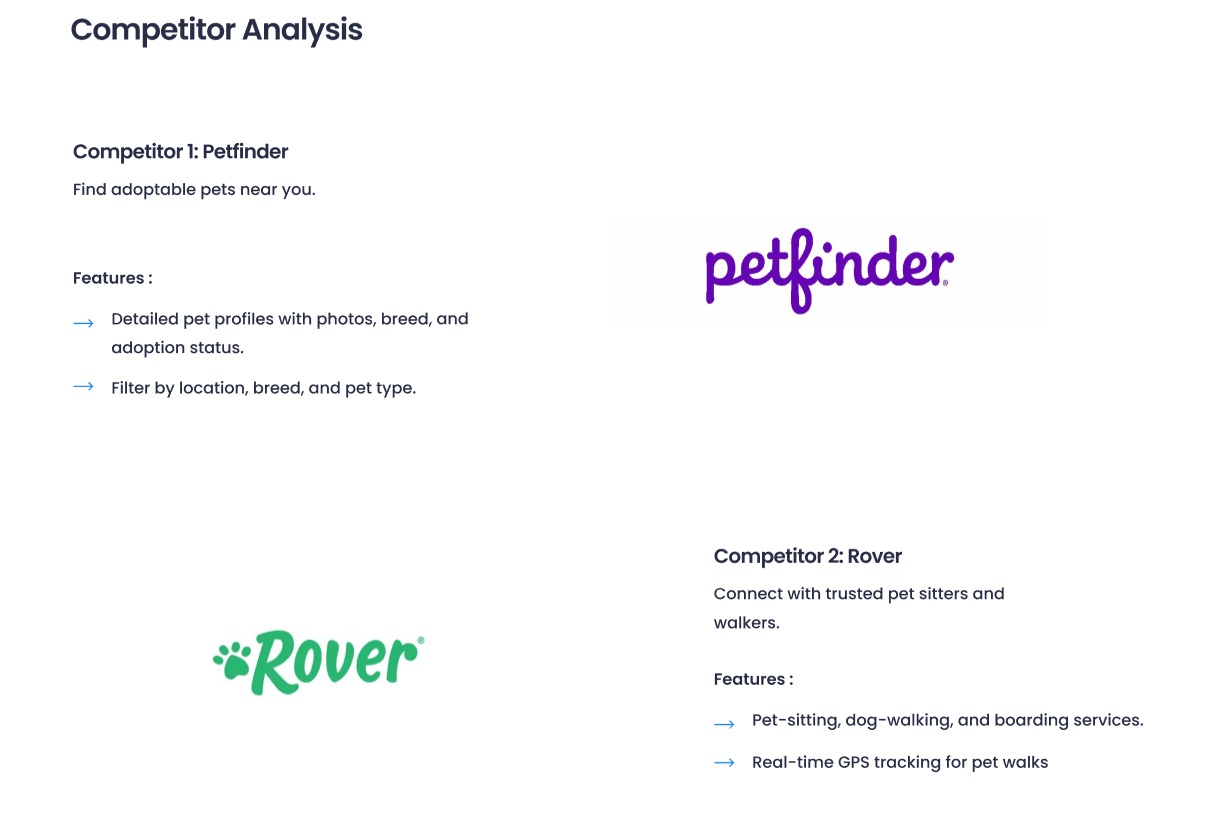 Competitor Analysis
Competitor 1: Petfinder
Find adoptable pets near you.
Features :
Detailed pet profiles with photos, breed, and
adoption status.
Filter by location, breed, and pet type.
petfinder®
Rover®
Competitor 2: Rover
Connect with trusted pet sitters and
walkers.
Features :
Pet-sitting, dog-walking, and boarding services.
Real-time GPS tracking for pet walks